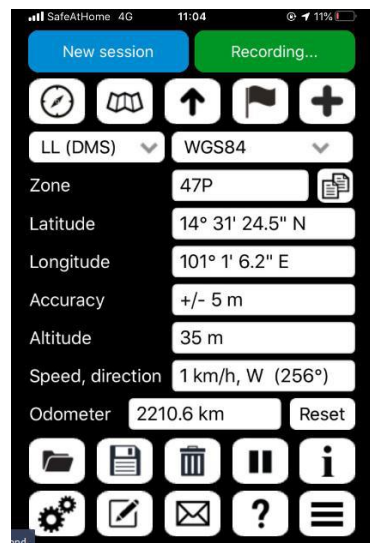 SafeAtHome 4G 11:04 11%
New session Recording...
LL (DMS) WGS84
Zone 47P
Latitude 14° 31' 24.5" N
Longitude 101° 1' 6.2" E
Accuracy +/- 5 m
Altitude 35 m
Speed, direction 1 km/h, W (256°)
Odometer 2210.6 km Reset
i
?